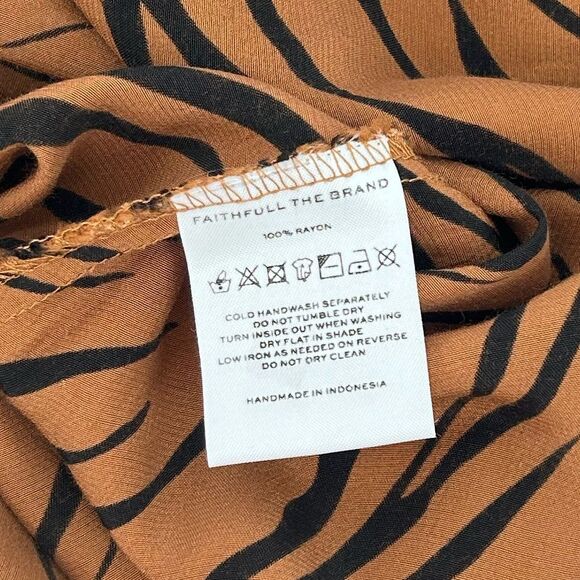 FAITHFULL THE BRAND
100% RAYON
COLD HANDWASH SEPARATELY
DO NOT TUMBLE DRY
TURN INSIDE OUT WHEN WASHING
DRY FLAT IN SHADE
LOW IRON AS NEEDED ON REVERSE
DO NOT DRY CLEAN
HANDMADE IN INDONESIA